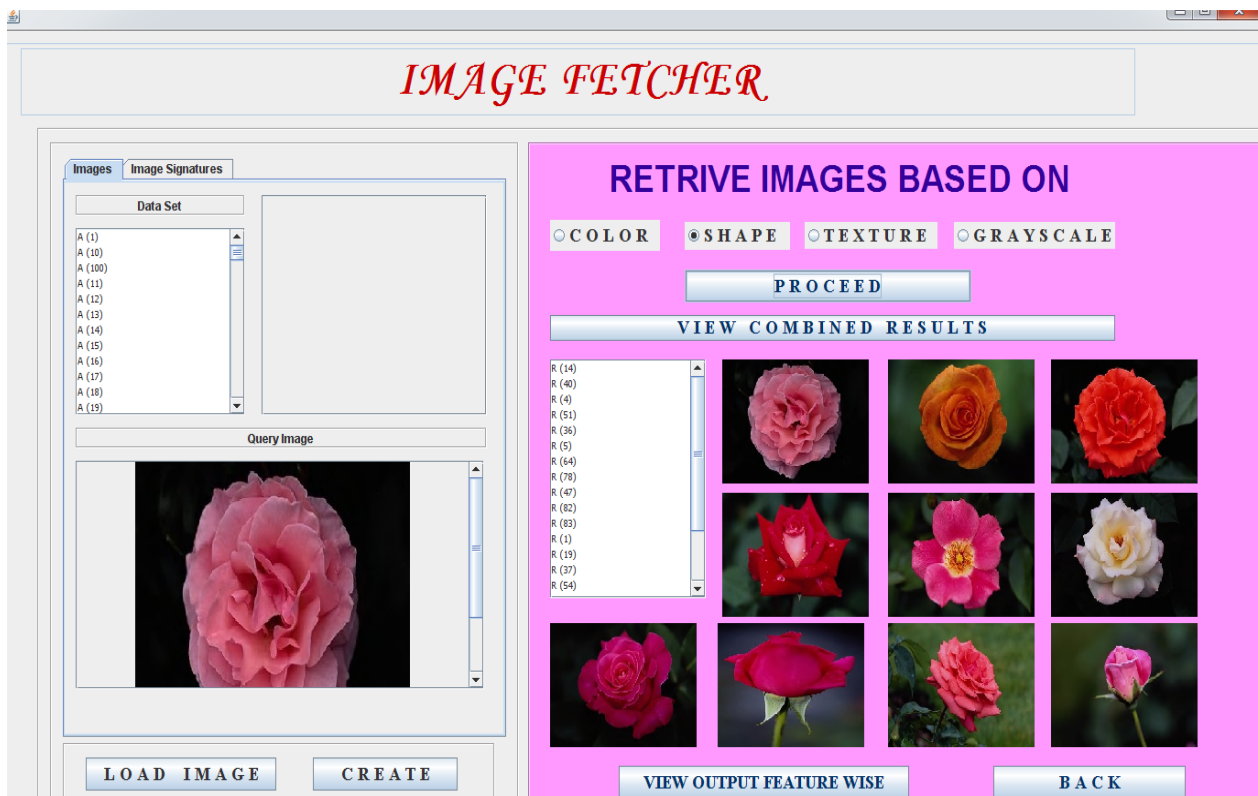 IMAGE FETCHER
Images Image Signatures
Data Set
A (1)
A (10)
A (100)
A (11)
A (12)
A (13)
A (14)
A (15)
A (16)
A (17)
A (18)
A (19)
Query Image
LOAD IMAGE CREATE
RETRIVE IMAGES BASED ON
COLOR SHAPE TEXTURE GRAYSCALE
PROCEED
VIEW COMBINED RESULTS
R (14)
R (40)
R (4)
R (51)
R (36)
R (5)
R (64)
R (78)
R (47)
R (82)
R (83)
R (1)
R (19)
R (37)
R (54)
VIEW OUTPUT FEATURE WISE BACK